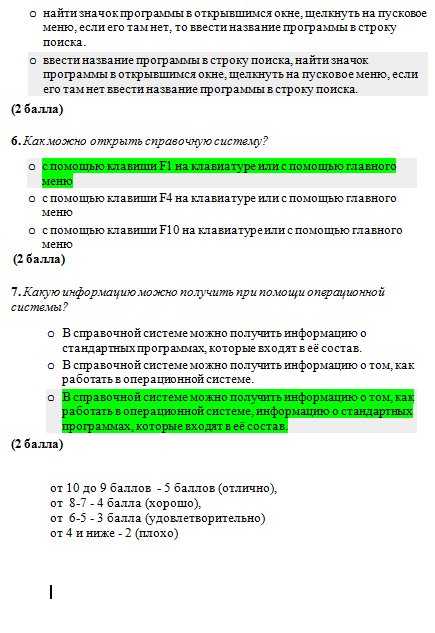 o найти значок программы в открывшимся окне, щелкнуть на пусковое
меню, если его там нет, то ввести название программы в строку
поиска.
o ввести название программы в строку поиска, найти значок
программы в открывшимся окне, щелкнуть на пусковое меню, если
его там нет ввести название программы в строку поиска.
(2 балла)
6. Как можно открыть справочную систему?
o с помощью клавиши F1 на клавиатуре или с помощью главного
меню
o с помощью клавиши F4 на клавиатуре или с помощью главного
меню
o с помощью клавиши F10 на клавиатуре или с помощью главного
меню
(2 балла)
7. Какую информацию можно получить при помощи операционной
системы?
o В справочной системе можно получить информацию о
стандартных программах, которые входят в её состав.
o В справочной системе можно получить информацию о том, как
работать в операционной системе.
o В справочной системе можно получить информацию о том, как
работать в операционной системе, информацию о стандартных
программах, которые входят в её состав.
(2 балла)
от 10 до 9 баллов - 5 баллов (отлично),
от 8-7 - 4 балла (хорошо),
от 6-5 - 3 балла (удовлетворительно)
от 4 и ниже - 2 (плохо)